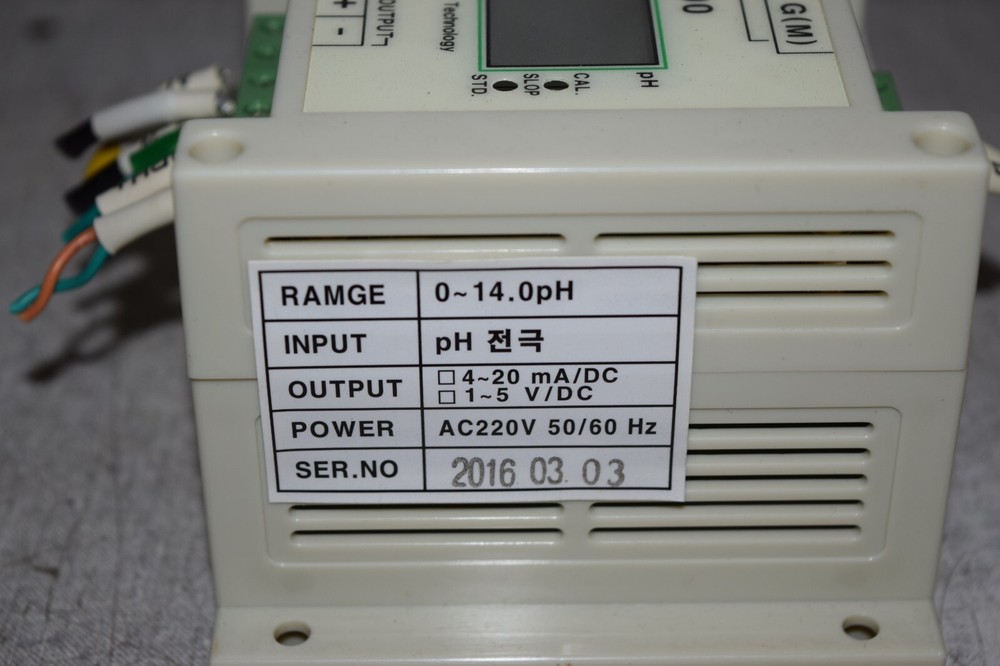 +
-
OUTPUT
Technology
00
G(M)
pH
CAL.
SLOP
STD.
RAMGE 0~14.0pH
INPUT pH 전극
OUTPUT □ 4~20 mA/DC
□ 1~5 V/DC
POWER AC220V 50/60 Hz
SER.NO 2016 03. 03